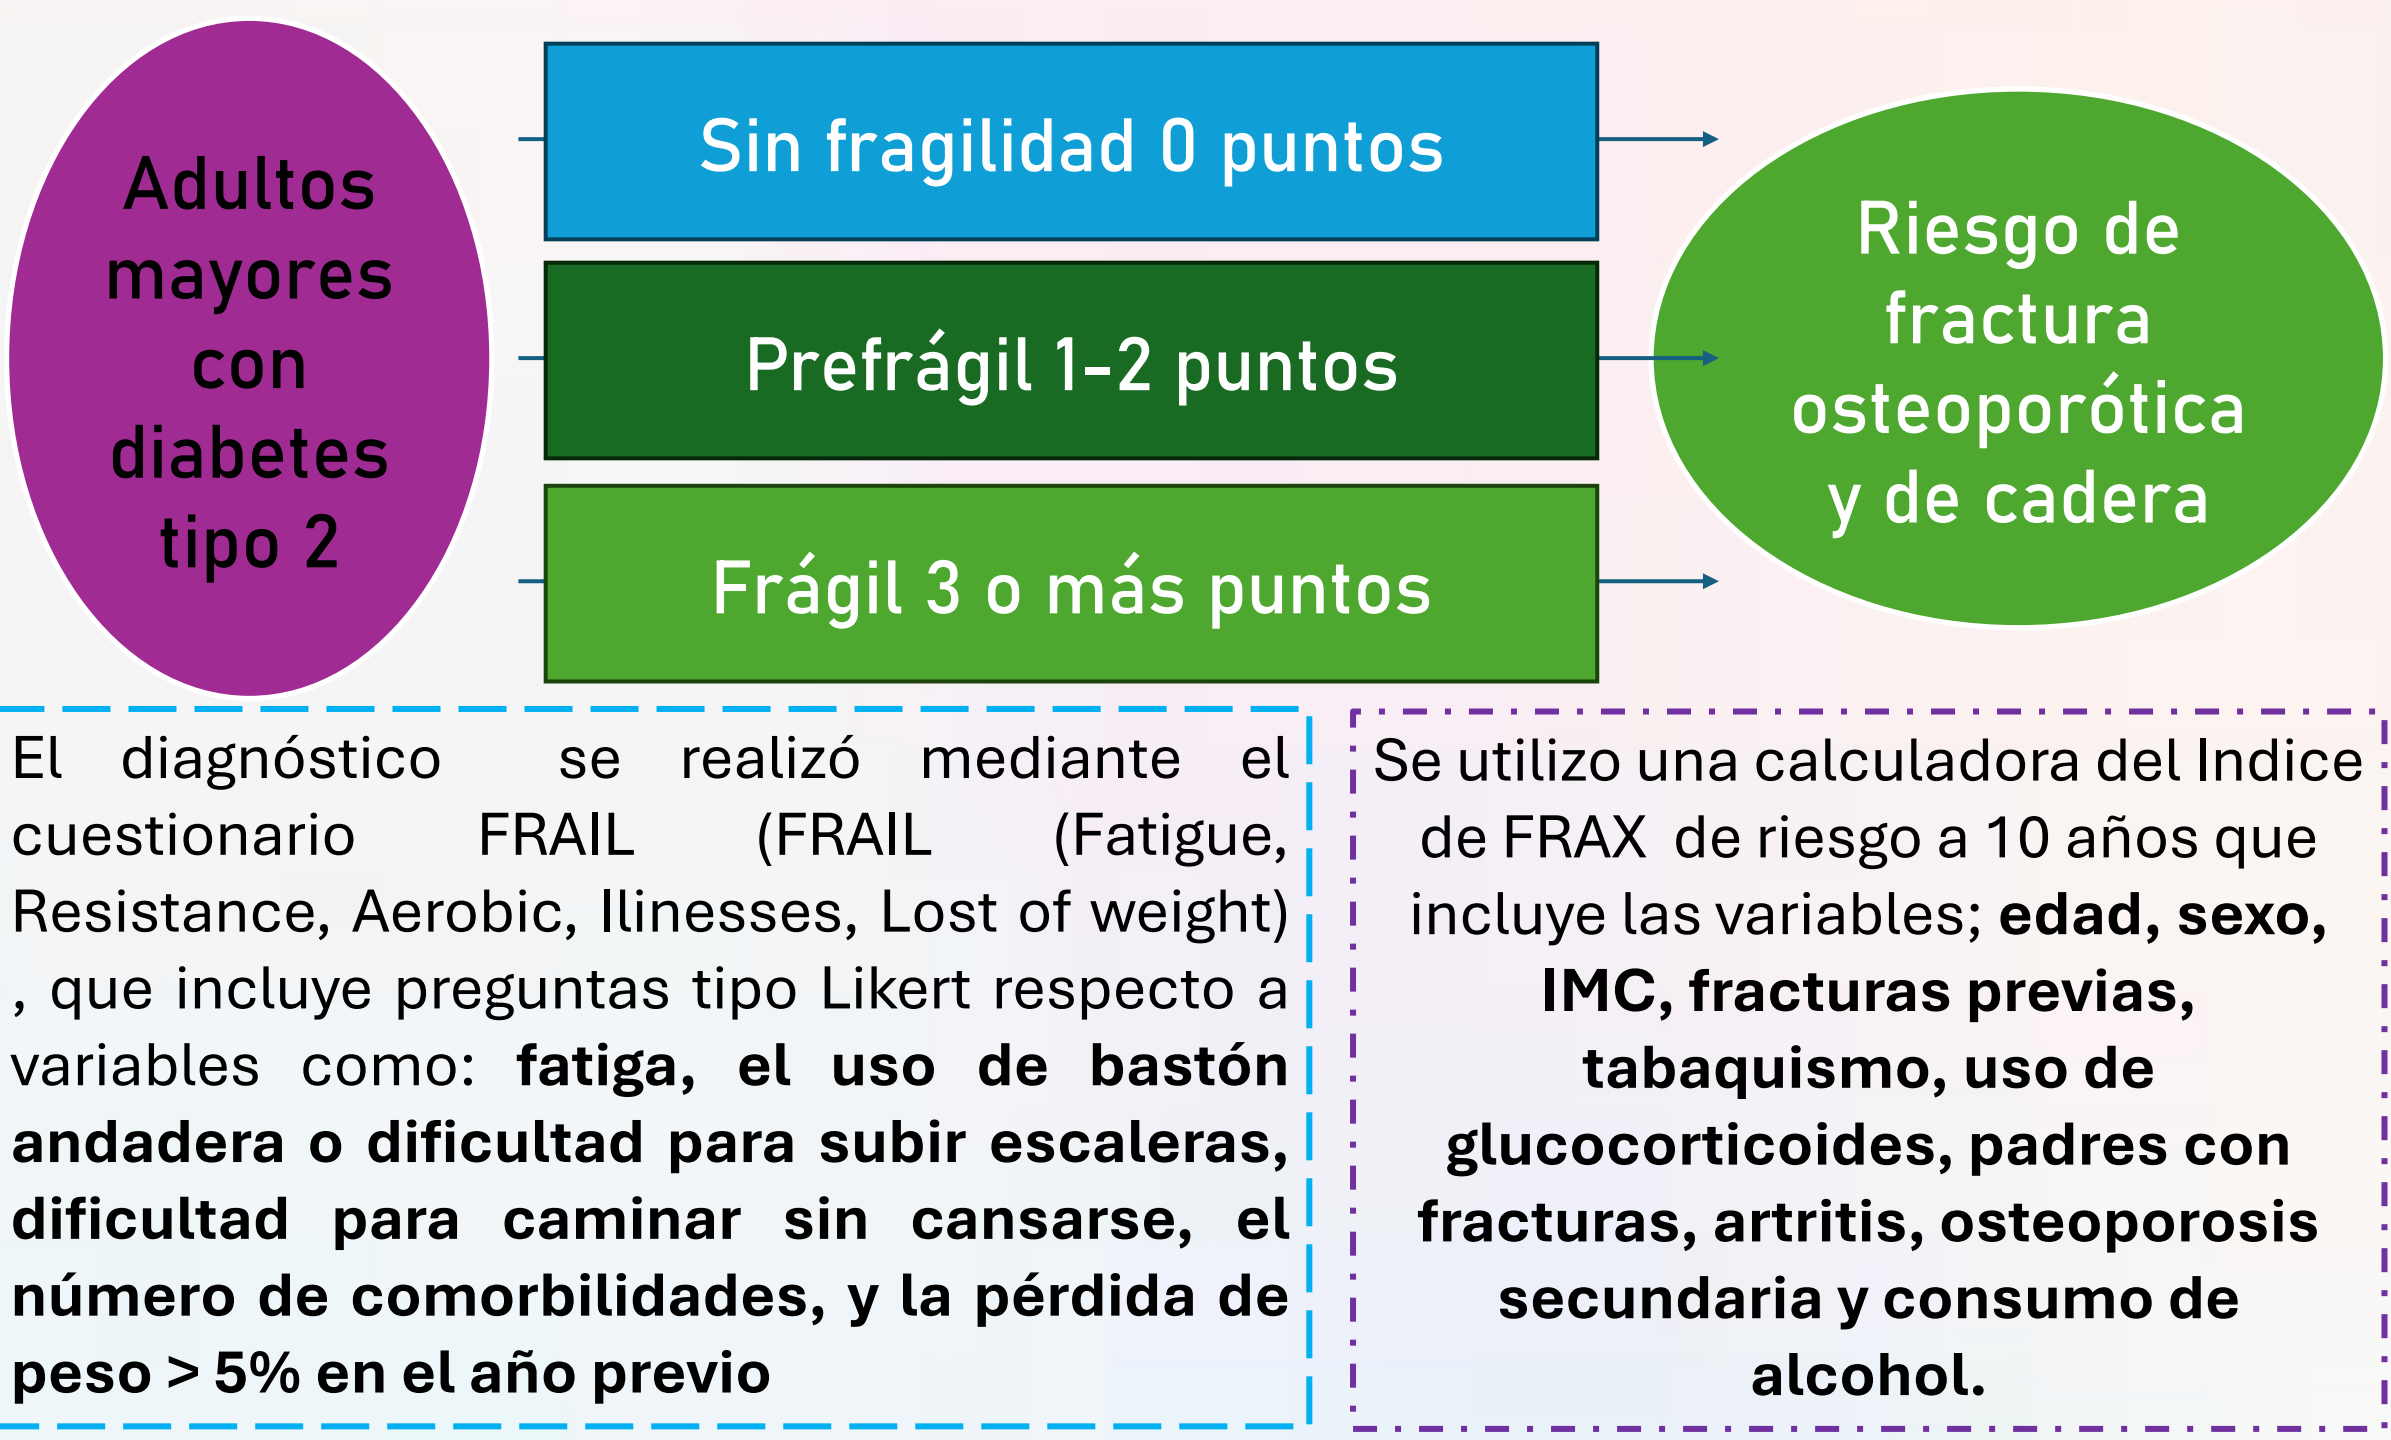 Adultos
mayores
con
diabetes
tipo 2
Sin fragilidad 0 puntos
Prefrágil 1-2 puntos
Frágil 3 o más puntos
Riesgo de
fractura
osteoporótica
y de cadera
El diagnóstico se realizó mediante el
cuestionario FRAIL (FRAIL (Fatigue,
Resistance, Aerobic, Ilinesses, Lost of weight)
, que incluye preguntas tipo Likert respecto a
variables como: fatiga, el uso de bastón
andadera o dificultad para subir escaleras,
dificultad para caminar sin cansarse, el
número de comorbilidades, y la pérdida de
peso > 5% en el año previo
Se utilizo una calculadora del Indice
de FRAX de riesgo a 10 años que
incluye las variables; edad, sexo,
IMC, fracturas previas,
tabaquismo, uso de
glucocorticoides, padres con
fracturas, artritis, osteoporosis
secundaria y consumo de
alcohol.